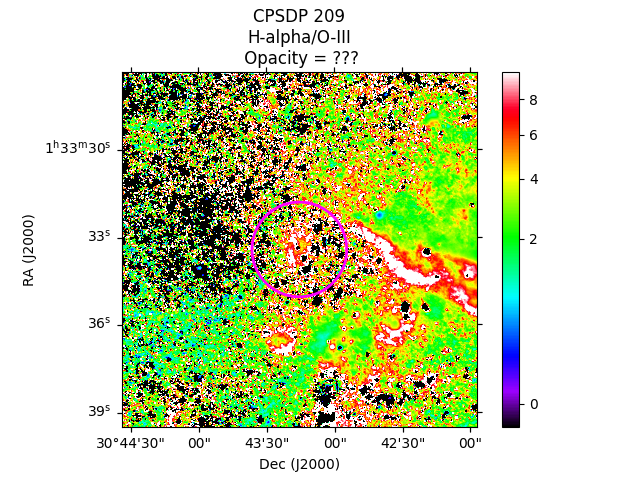 CPSDP 209
H-alpha/O-III
Opacity = ???
RA (J2000)
1ʰ33ᵐ30ˢ
33ˢ
36ˢ
39ˢ
30°44'30" 00" 43'30" 00" 42'30" 00"
Dec (J2000)
8
6
4
2
0